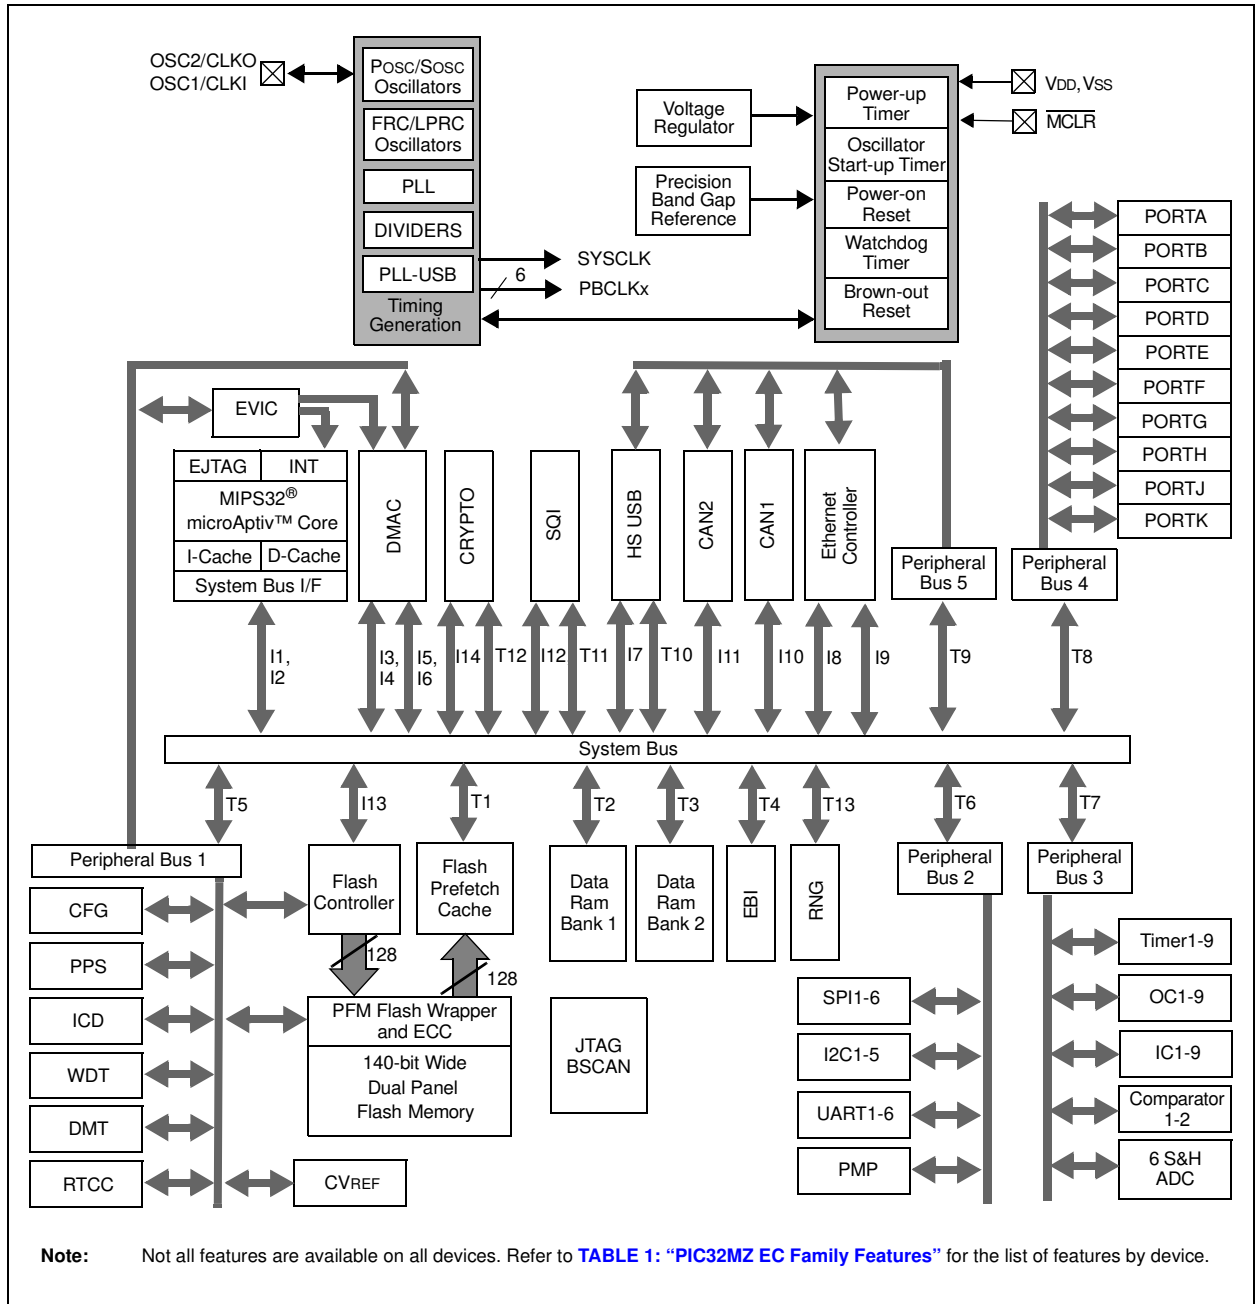 OSC2/CLKO
OSC1/CLKI
POSC/SOSC
Oscillators
FRC/LPRC
Oscillators
PLL
DIVIDERS
PLL-USB
Timing
Generation
SYSCLK
6
PBCLKx
Voltage
Regulator
Precision
Band Gap
Reference
Power-up
Timer
Oscillator
Start-up Timer
Power-on
Reset
Watchdog
Timer
Brown-out
Reset
VDD, VSS
MCLR
PORTA
PORTB
PORTC
PORTD
PORTE
PORTF
PORTG
PORTH
PORTJ
PORTK
EVIC
EJTAG
INT
MIPS32®
microAptiv™ Core
I-Cache
D-Cache
System Bus I/F
DMAC
CRYPTO
SQI
HS USB
CAN2
CAN1
Ethernet
Controller
Peripheral
Bus 5
Peripheral
Bus 4
I1,
I2
I3,
I4
I5,
I6
I14
T12
I12
T11
I7
T10
I11
I10
I8
I9
T9
T8
System Bus
T5
I13
T1
T2
T3
T4
T13
T6
T7
Peripheral Bus 1
Flash
Controller
Flash
Prefetch
Cache
Data
Ram
Bank 1
Data
Ram
Bank 2
EBI
RNG
Peripheral
Bus 2
Peripheral
Bus 3
CFG
PPS
ICD
WDT
DMT
RTCC
128
128
PFM Flash Wrapper
and ECC
140-bit Wide
Dual Panel
Flash Memory
CVREF
JTAG
BSCAN
SPI1-6
I2C1-5
UART1-6
PMP
Timer1-9
OC1-9
IC1-9
Comparator
1-2
6 S&H
ADC
Note: Not all features are available on all devices. Refer to TABLE 1: “PIC32MZ EC Family Features” for the list of features by device.